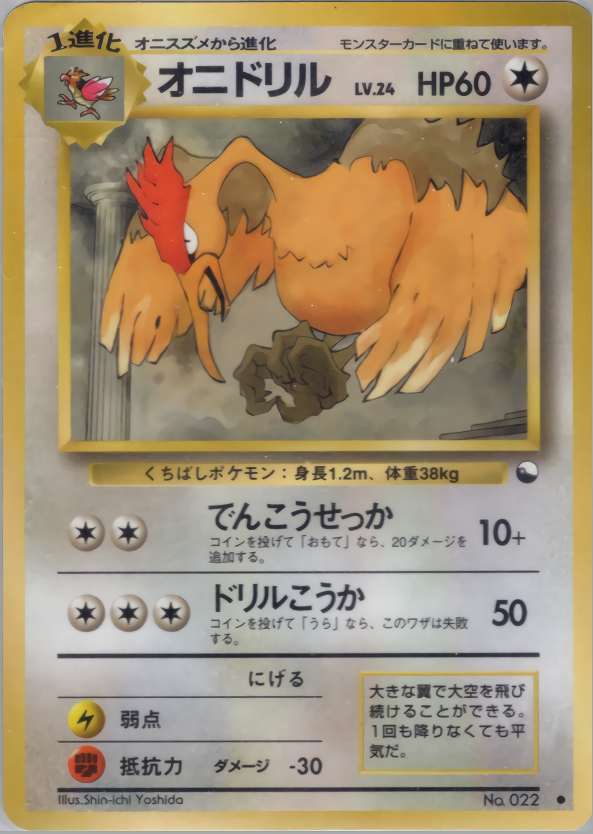 1進化
オニスズメから進化
モンスターカードに重ねて使います。
オニドリル LV.24 HP60
くちばしポケモン：身長1.2m、体重38kg
でんこうせっか 10+
コインを投げて「おもて」なら、20ダメージを
追加する。
ドリルこうか 50
コインを投げて「うら」なら、このワザは失敗
する。
にげる
弱点
抵抗力 ダメージ -30
大きな翼で大空を飛び
続けることができる。
1回も降りなくても平
気だ。
Illus.Shin-ichi Yoshida
No. 022